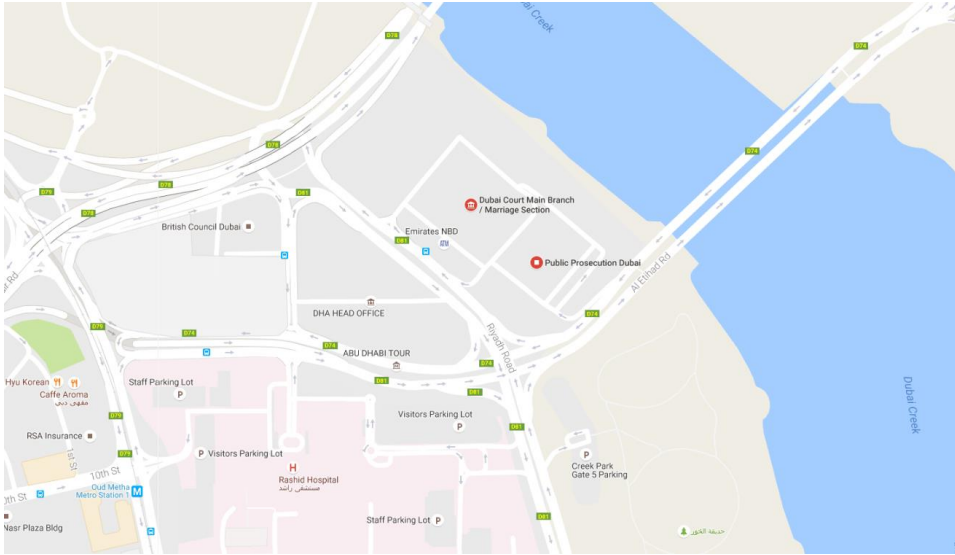 D78
D74
Dubai Creek
D78
D78
D79
D78
D81
D74
British Council Dubai
D81
Emirates NBD
Dubai Court Main Branch
/ Marriage Section
Public Prosecution Dubai
Al Etihad Rd
DHA HEAD OFFICE
D74
Riyadh Road
D79
D74
D74
ABU DHABI TOUR
D74
D81
D81
Hyu Korean
Caffe Aroma
مقهى دبي
Staff Parking Lot
P
Visitors Parking Lot
P
Dubai Creek
D79
D81
RSA Insurance
1st St
D79
P
Visitors Parking Lot
10th St
H
Rashid Hospital
مستشفى راشد
P
Creek Park
Gate 5 Parking
0th St
Oud Metha
Metro Station 1
M
Staff Parking Lot
P
D81
Nasr Plaza Bldg
حديقة الخور